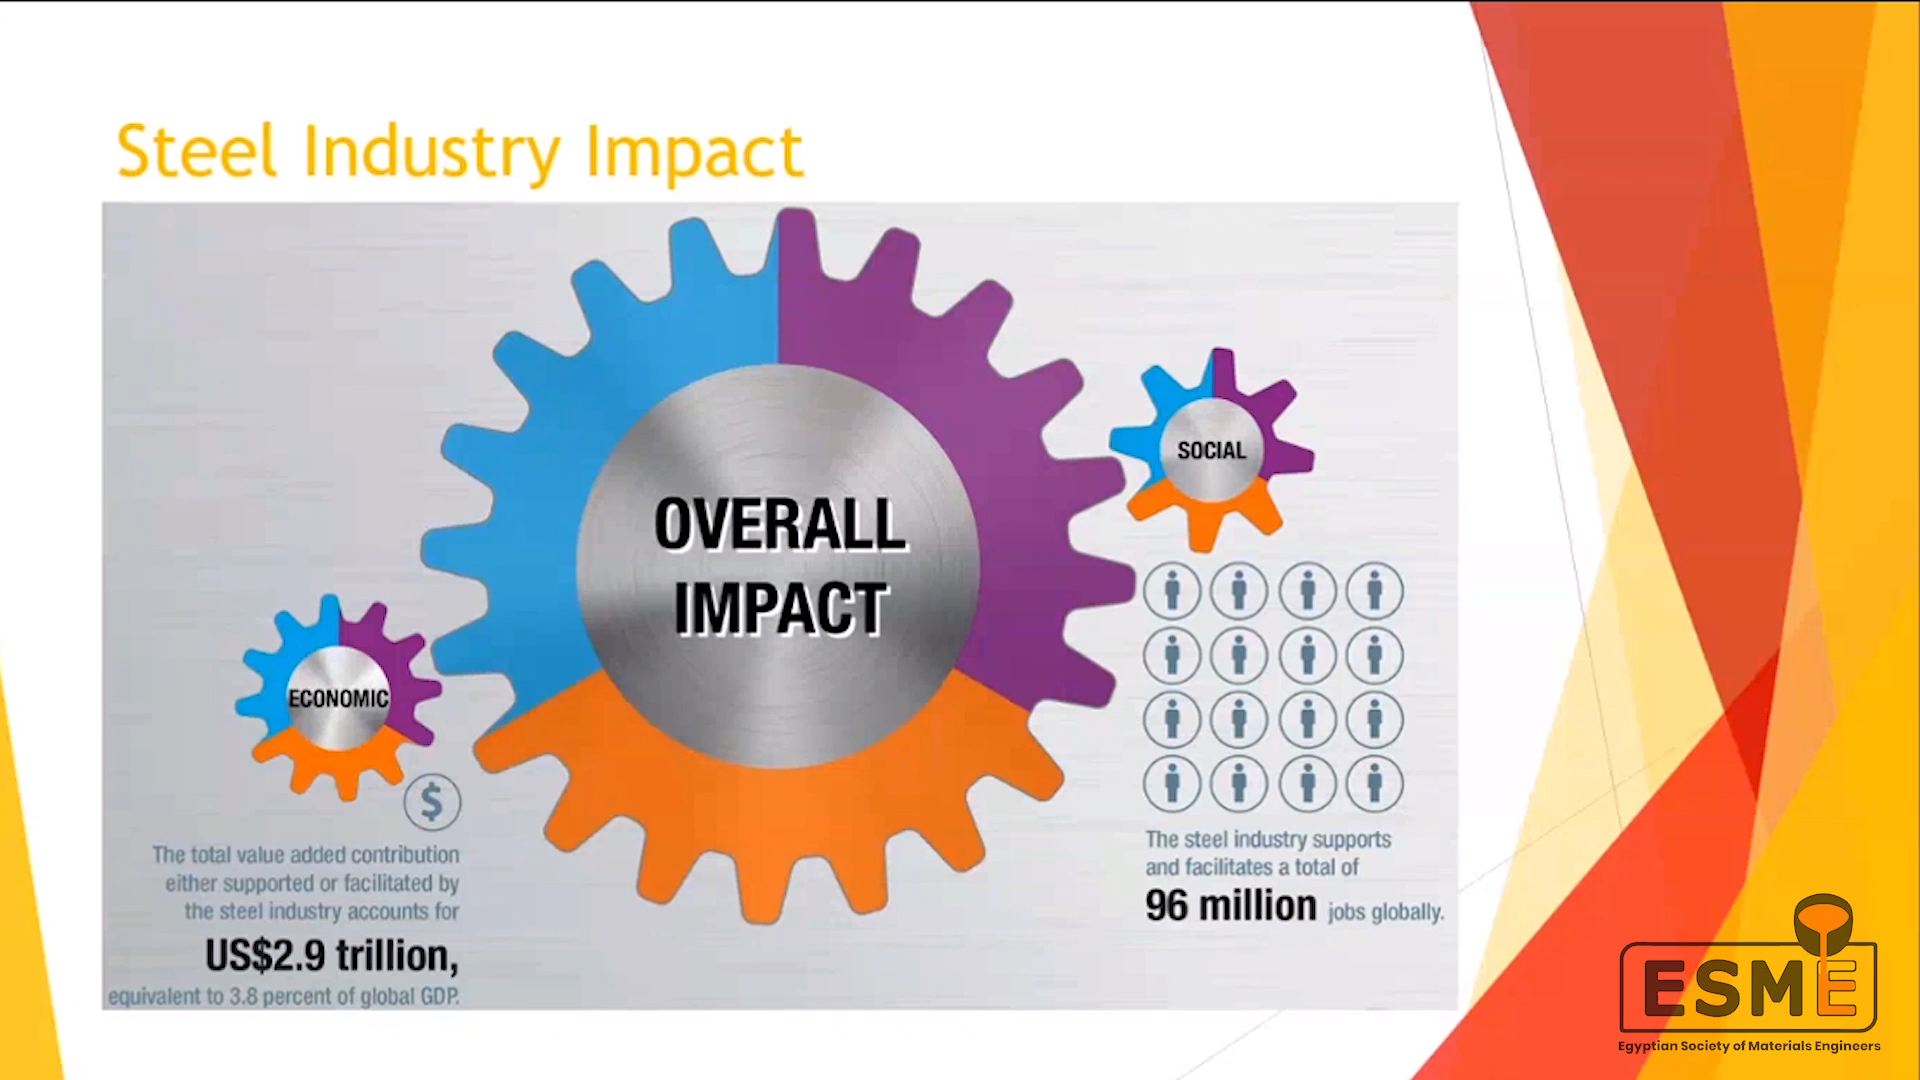 Steel Industry Impact
OVERALL
IMPACT
SOCIAL
ECONOMIC
$
The total value added contribution
either supported or facilitated by
the steel industry accounts for
US$2.9 trillion,
equivalent to 3.8 percent of global GDP.
The steel industry supports
and facilitates a total of
96 million jobs globally.
ESME
Egyptian Society of Materials Engineers